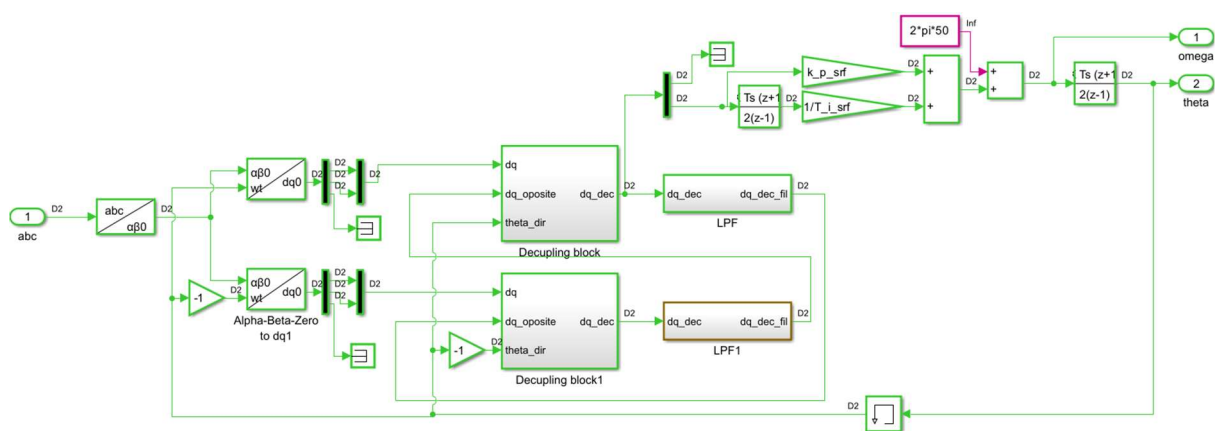 2*pi*50
Inf
1
omega
2
theta
k_p_srf
1/T_i_srf
Ts (z+1
2(z-1)
Ts (z+1
2(z-1)
D2
D2
D2
D2
D2
D2
D2
D2
D2
+
+
+
+
1
abc
D2
abc
αβ0
D2
αβ0
wt
dq0
D2
D2
D2
D2
D2
dq
dq_oposite
theta_dir
dq_dec
D2
Decupling block
dq_dec
dq_dec_fil
D2
LPF
-1
D2
αβ0
wt
dq0
D2
D2
D2
D2
D2
Alpha-Beta-Zero
to dq1
-1
D2
dq
dq_oposite
theta_dir
dq_dec
D2
Decupling block1
dq_dec
dq_dec_fil
D2
LPF1
D2